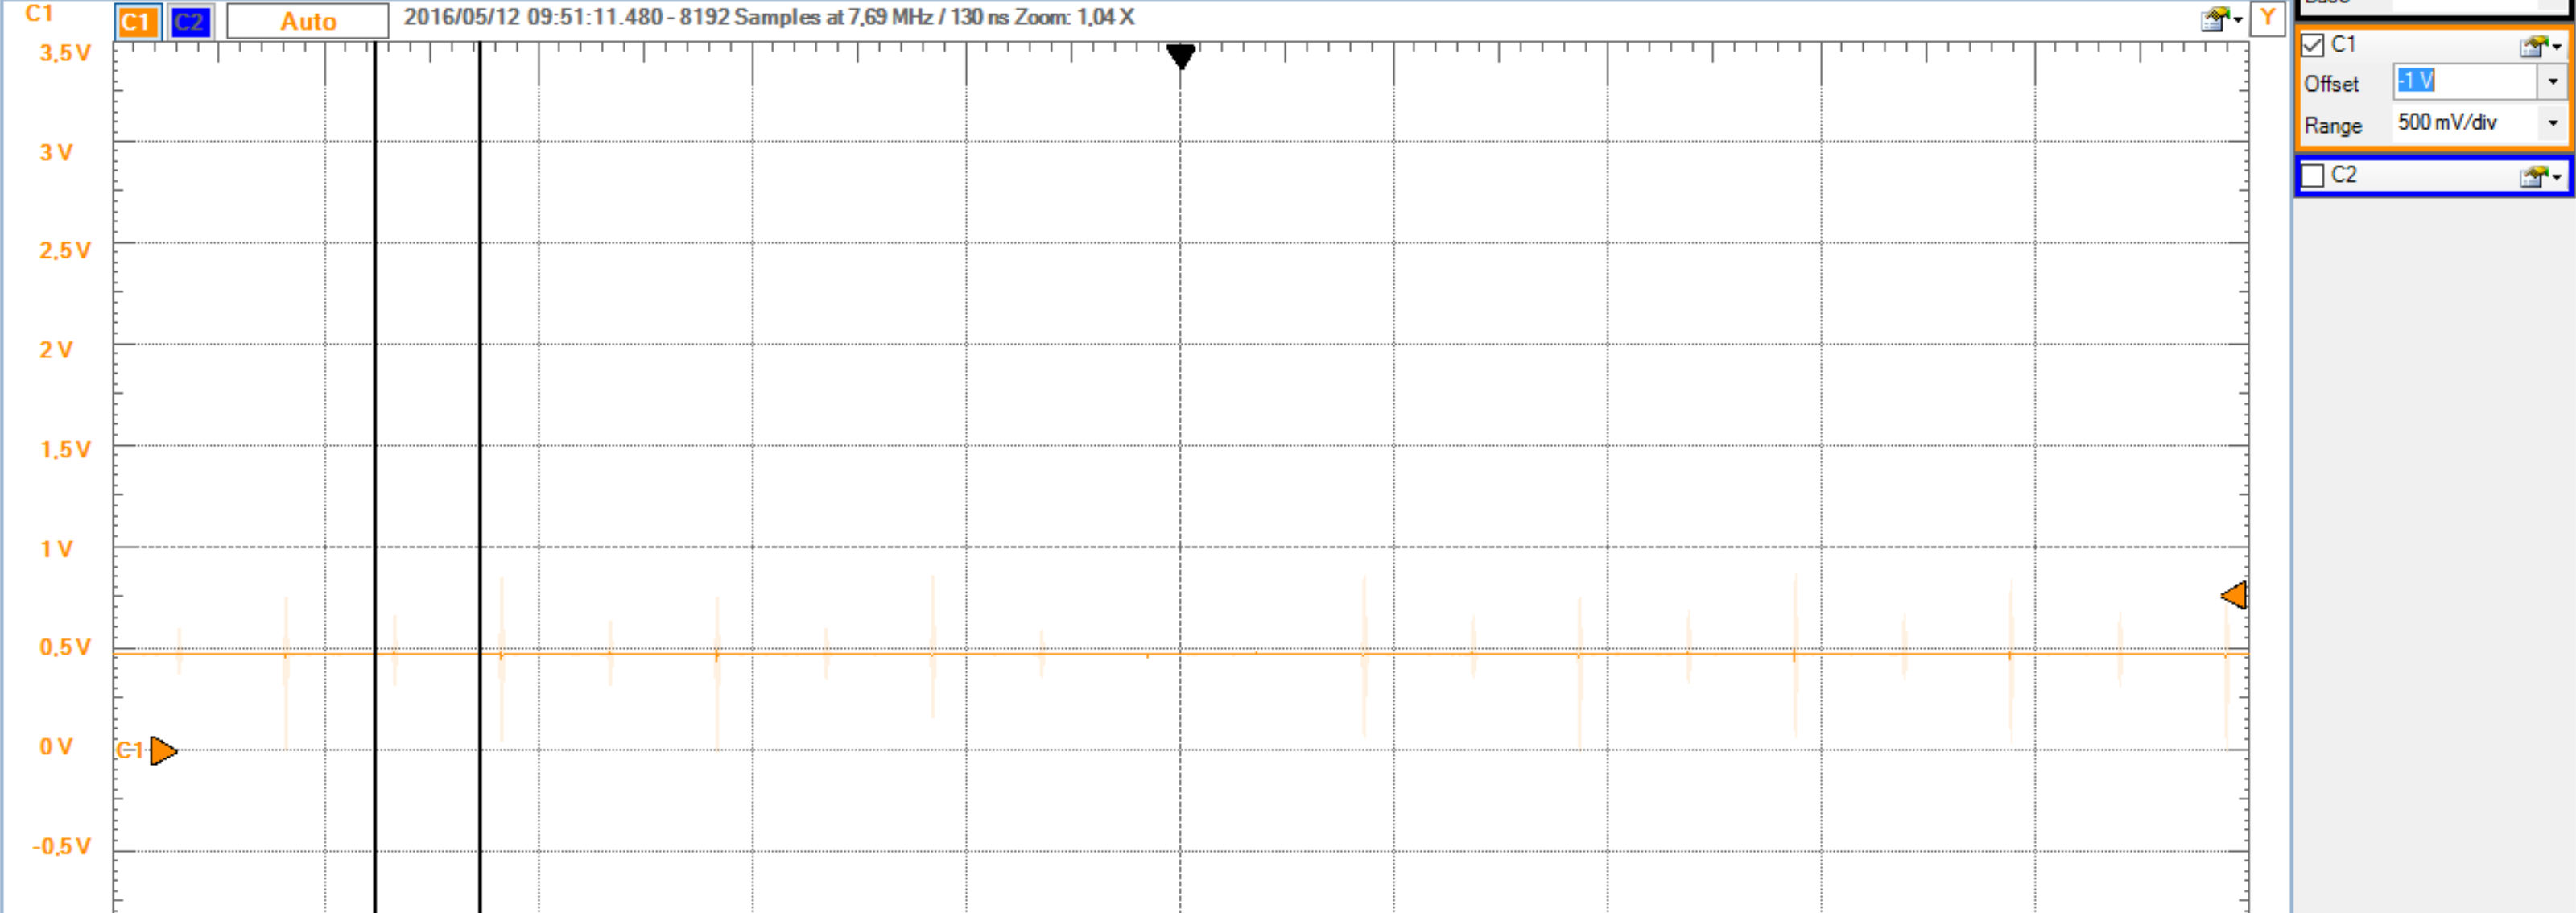 C1
C1 C2 Auto 2016/05/12 09:51:11.480 - 8192 Samples at 7,69 MHz / 130 ns Zoom: 1,04 X Y
3,5 V
3 V
2,5 V
2 V
1,5 V
1 V
0,5 V
0 V
-0,5 V
C1
C1
Offset -1 V
Range 500 mV/div
C2